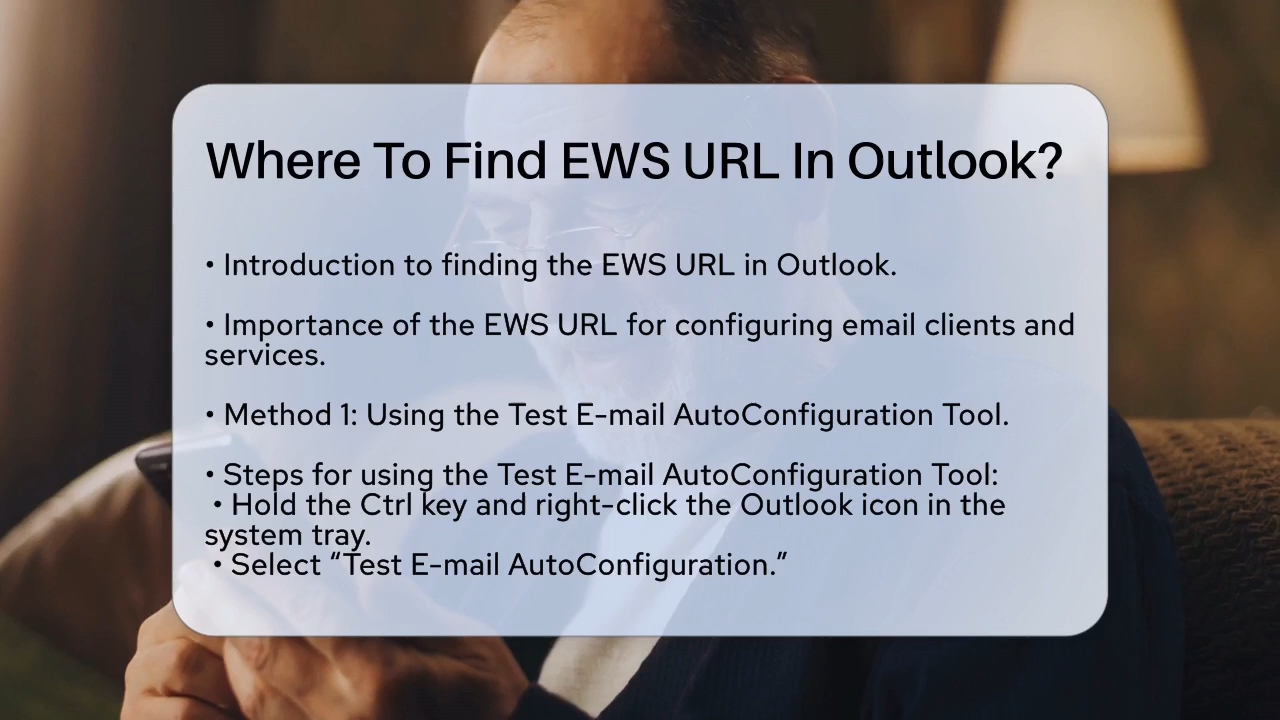 Where To Find EWS URL In Outlook?
• Introduction to finding the EWS URL in Outlook.
• Importance of the EWS URL for configuring email clients and
services.
• Method 1: Using the Test E-mail AutoConfiguration Tool.
• Steps for using the Test E-mail AutoConfiguration Tool:
• Hold the Ctrl key and right-click the Outlook icon in the
system tray.
• Select “Test E-mail AutoConfiguration.”